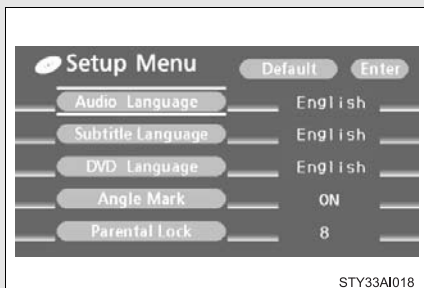 Setup Menu Default Enter
Audio Language English
Subtitle Language English
DVD Language English
Angle Mark ON
Parental Lock 8
STY33AI018